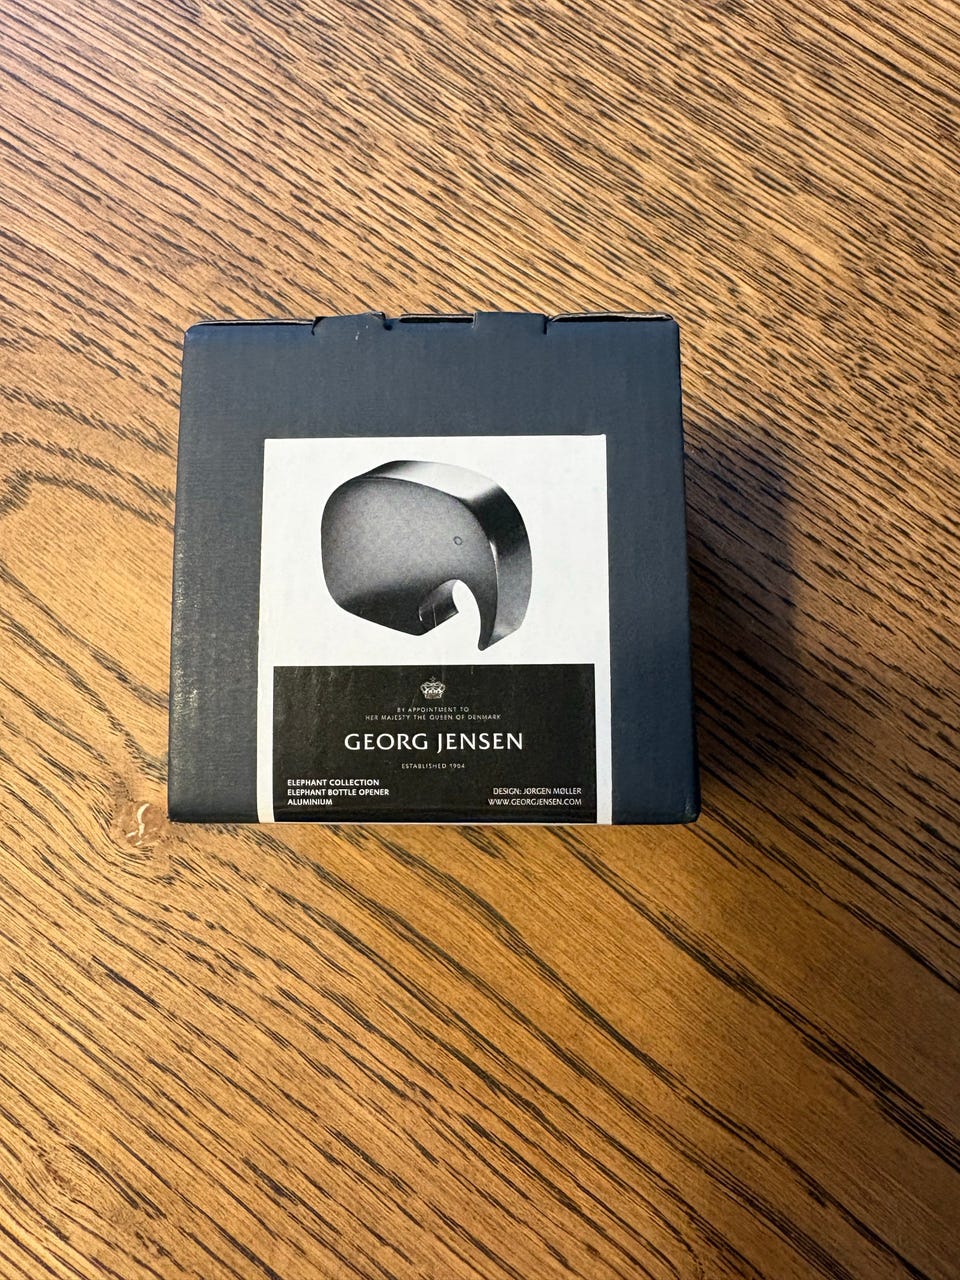 BY APPOINTMENT TO
HER MAJESTY THE QUEEN OF DENMARK
GEORG JENSEN
ESTABLISHED 1904
ELEPHANT COLLECTION
ELEPHANT BOTTLE OPENER
ALUMINIUM
DESIGN: JØRGEN MØLLER
WWW.GEORGJENSEN.COM